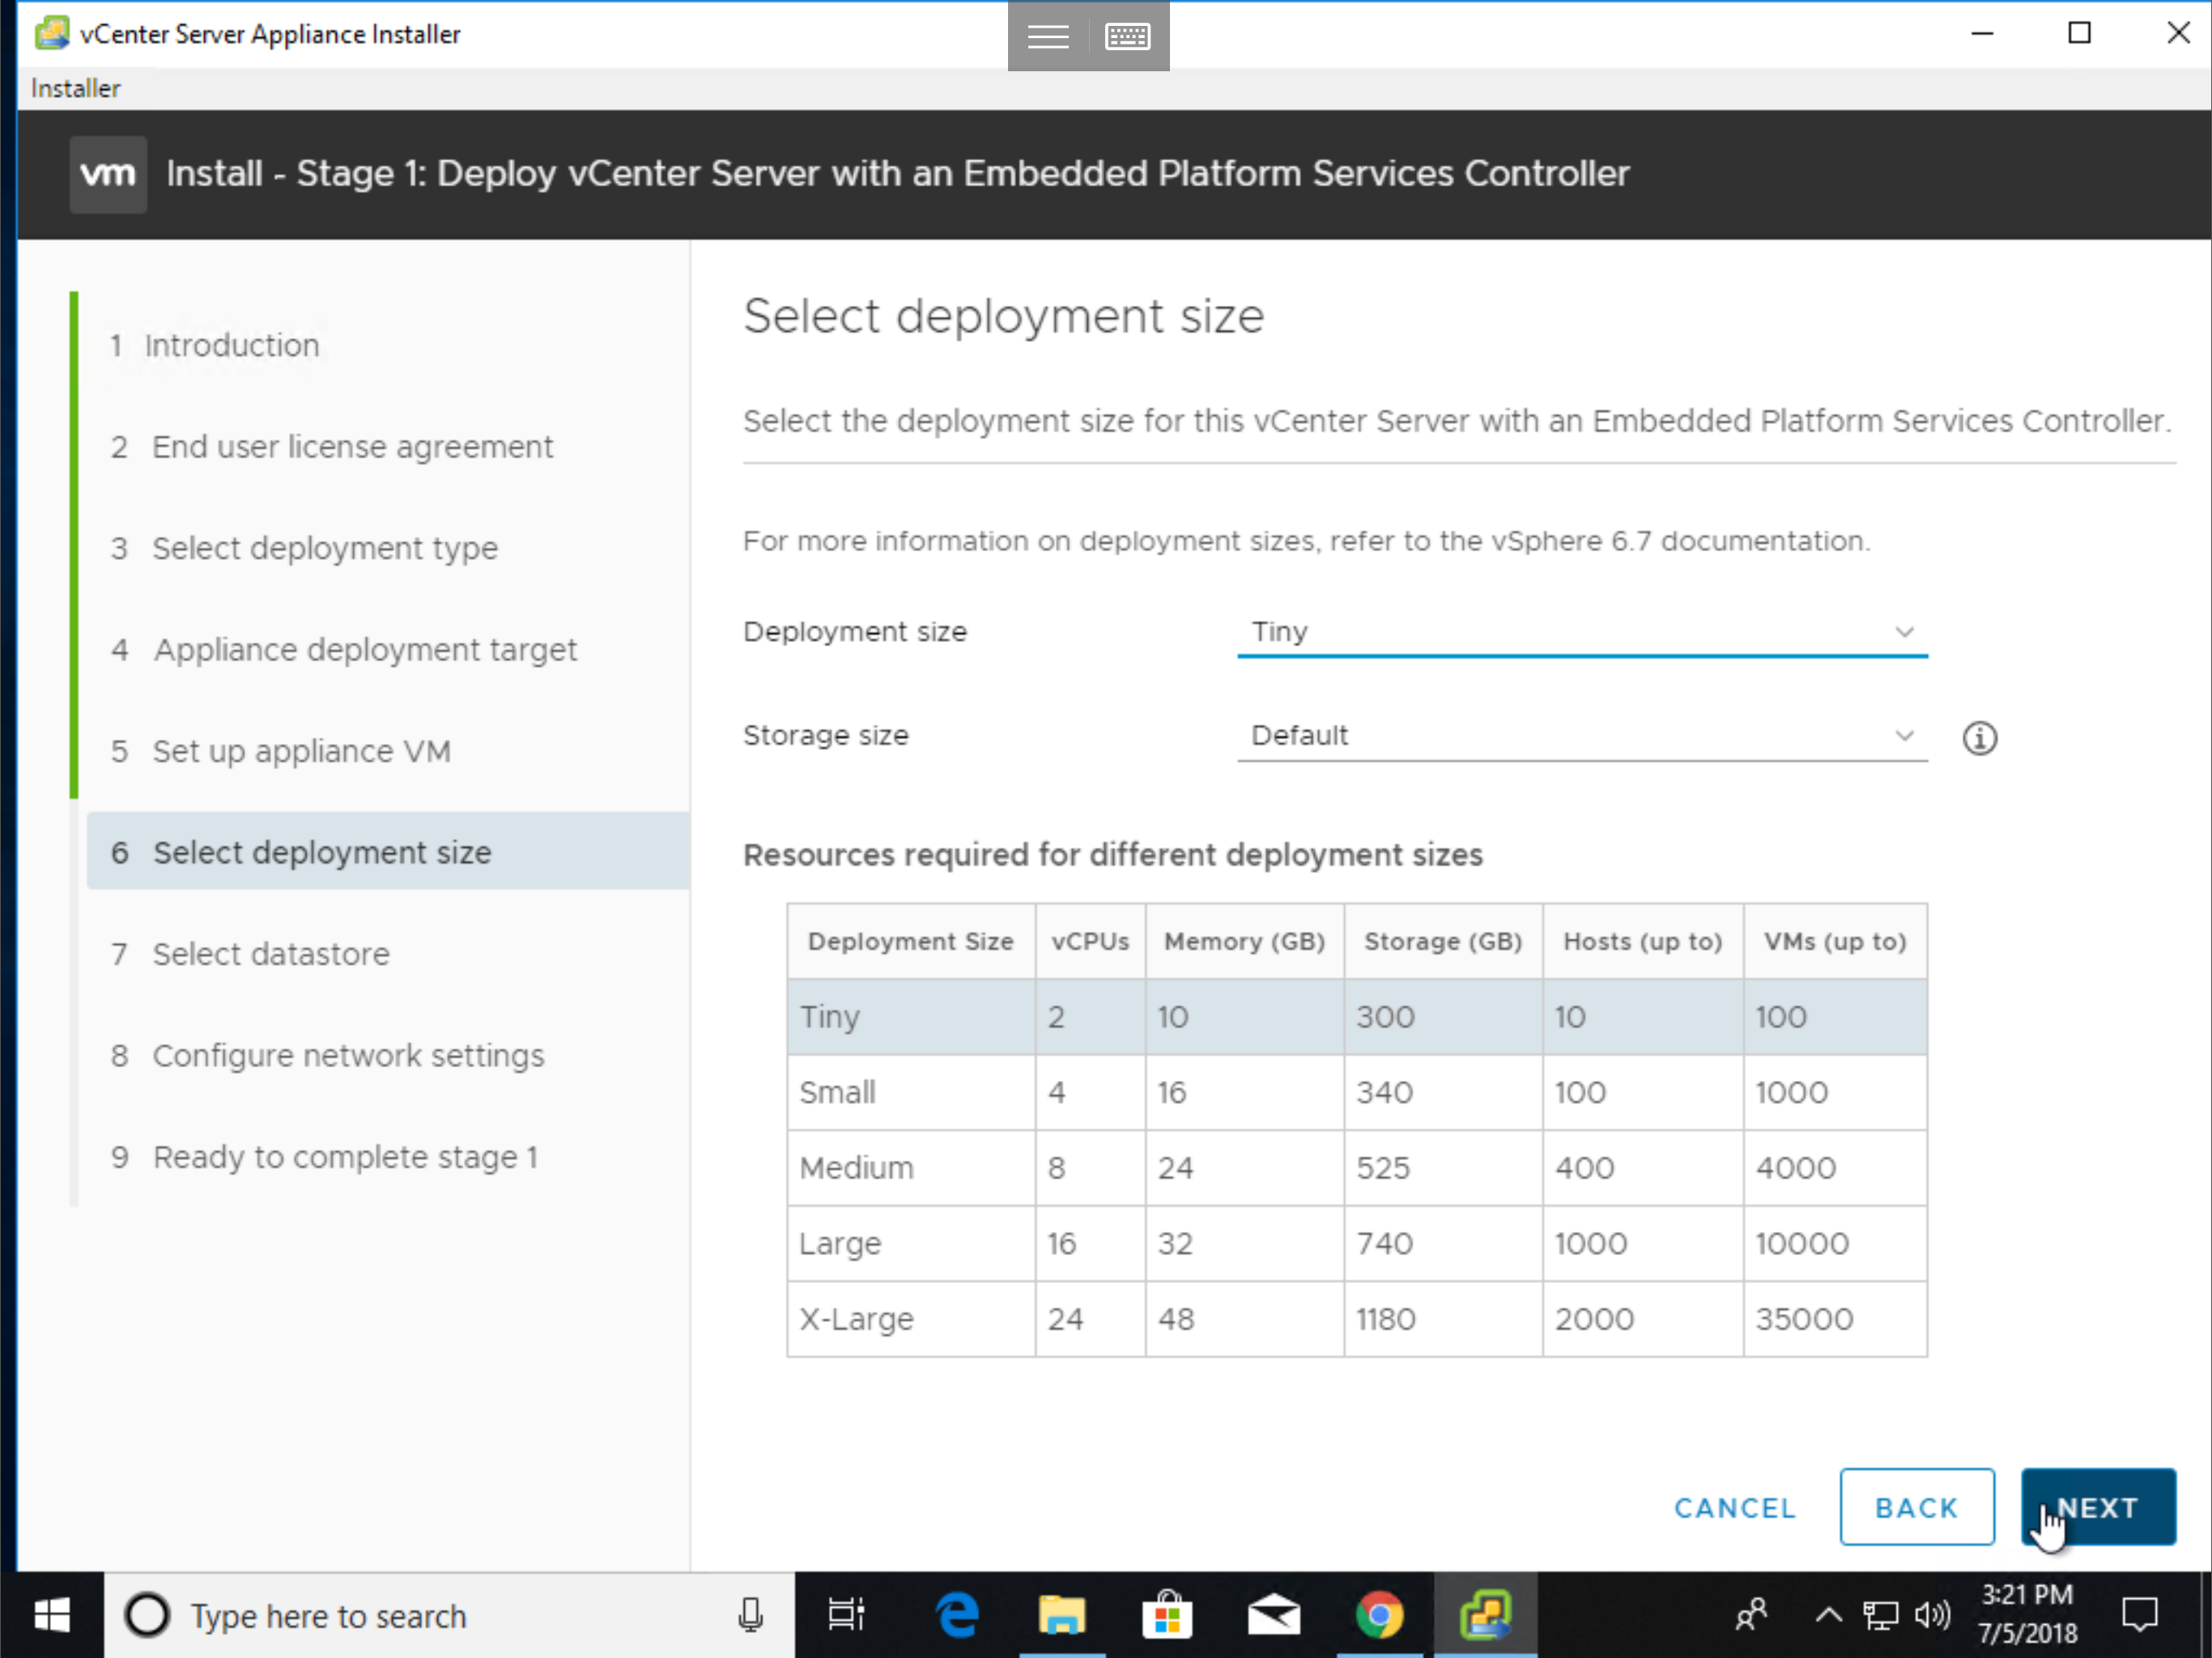 vCenter Server Appliance Installer
Installer
vm Install - Stage 1: Deploy vCenter Server with an Embedded Platform Services Controller
1 Introduction
2 End user license agreement
3 Select deployment type
4 Appliance deployment target
5 Set up appliance VM
6 Select deployment size
7 Select datastore
8 Configure network settings
9 Ready to complete stage 1
Select deployment size
Select the deployment size for this vCenter Server with an Embedded Platform Services Controller.
For more information on deployment sizes, refer to the vSphere 6.7 documentation.
Deployment size Tiny
Storage size Default
Resources required for different deployment sizes
Deployment Size vCPUs Memory (GB) Storage (GB) Hosts (up to) VMs (up to)
Tiny 2 10 300 10 100
Small 4 16 340 100 1000
Medium 8 24 525 400 4000
Large 16 32 740 1000 10000
X-Large 24 48 1180 2000 35000
CANCEL BACK NEXT
Type here to search
3:21 PM
7/5/2018